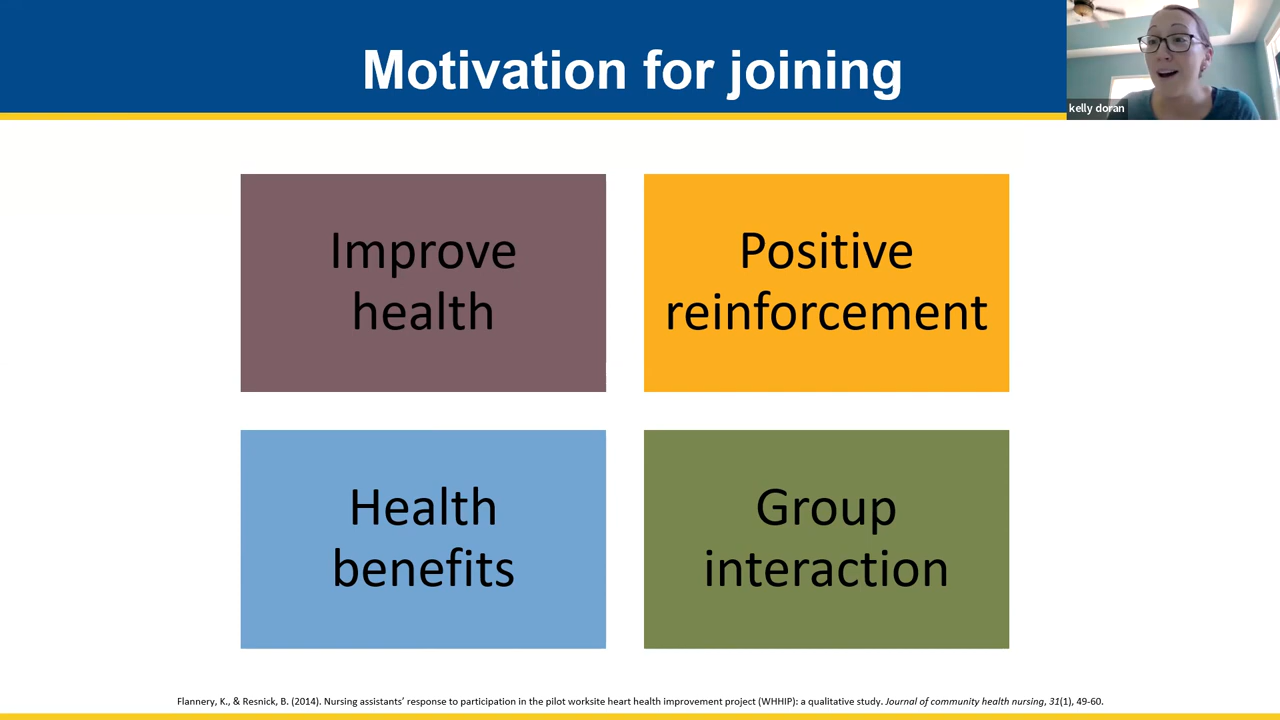 Motivation for joining
kelly doran
Improve
health
Positive
reinforcement
Health
benefits
Group
interaction
Flannery, K., & Resnick, B. (2014). Nursing assistants’ response to participation in the pilot worksite heart health improvement project (WHHIP): a qualitative study. Journal of community health nursing, 31(1), 49-60.